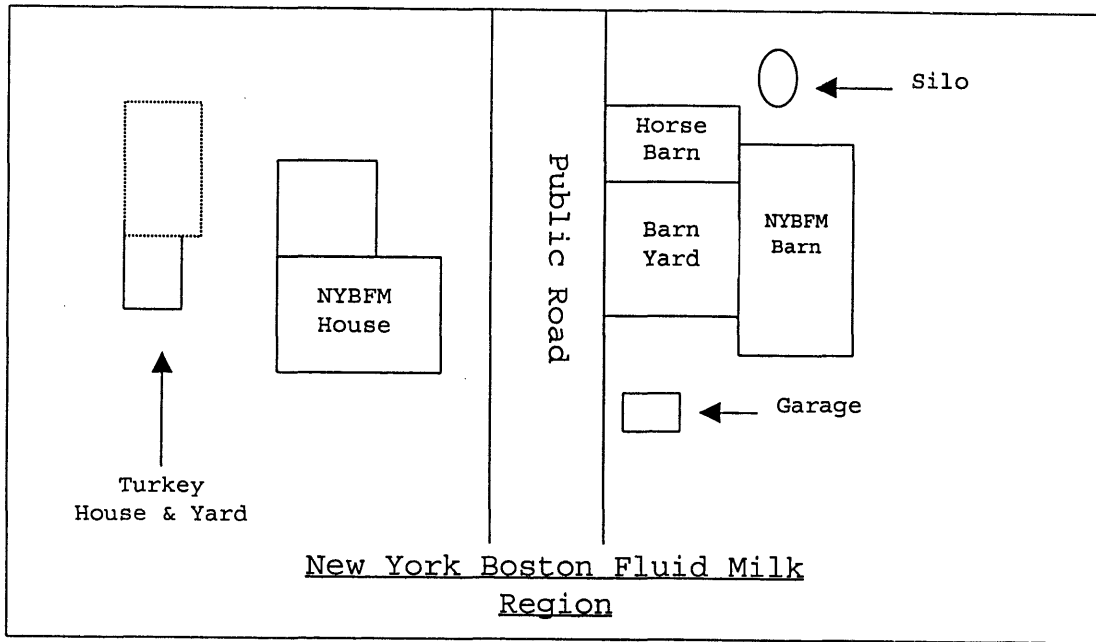 Silo
Horse
Barn
Public Road
Barn
Yard
NYBFM
Barn
NYBFM
House
Garage
Turkey
House & Yard
New York Boston Fluid Milk
Region